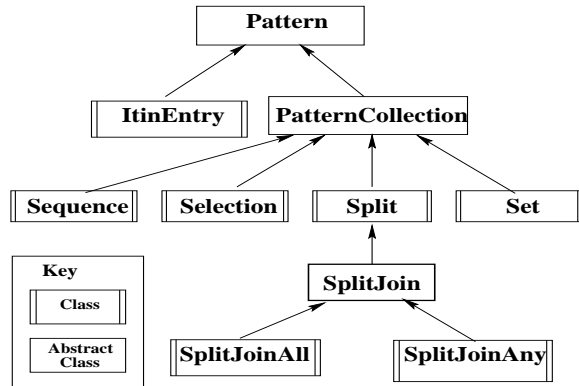 Pattern
ItinEntry
PatternCollection
Sequence
Selection
Split
Set
Key
Class
Abstract
Class
SplitJoin
SplitJoinAll
SplitJoinAny